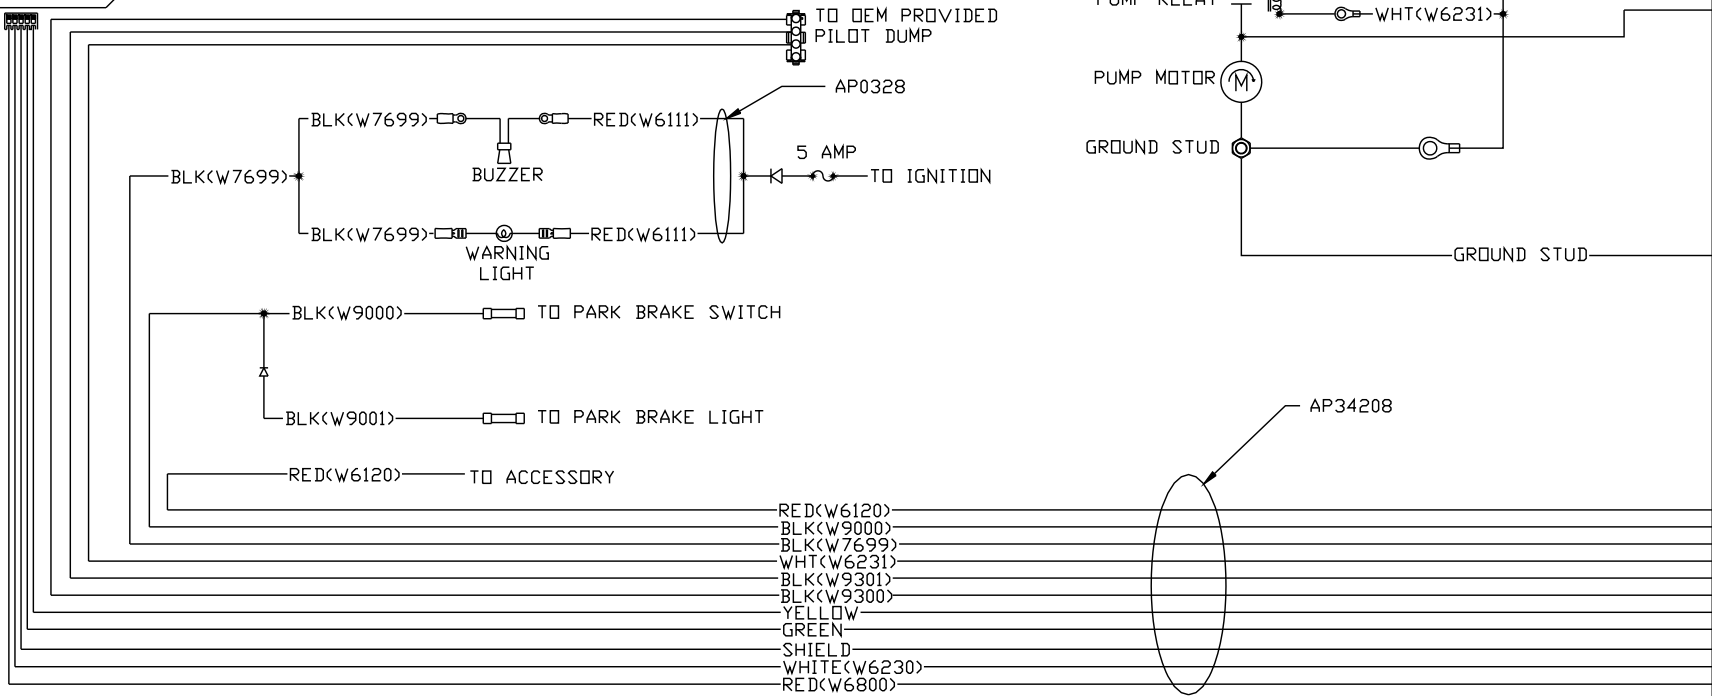 TO OEM PROVIDED
PILOT DUMP
PUMP RELAY
WHT(W6231)
PUMP MOTOR
M
AP0328
BLK(W7699)
RED(W6111)
BUZZER
5 AMP
GROUND STUD
BLK(W7699)
TO IGNITION
BLK(W7699)
RED(W6111)
WARNING
LIGHT
GROUND STUD
BLK(W9000)
TO PARK BRAKE SWITCH
BLK(W9001)
TO PARK BRAKE LIGHT
AP34208
RED(W6120)
TO ACCESSORY
RED(W6120)
BLK(W9000)
BLK(W7699)
WHT(W6231)
BLK(W9301)
BLK(W9300)
YELLOW
GREEN
SHIELD
WHITE(W6230)
RED(W6800)